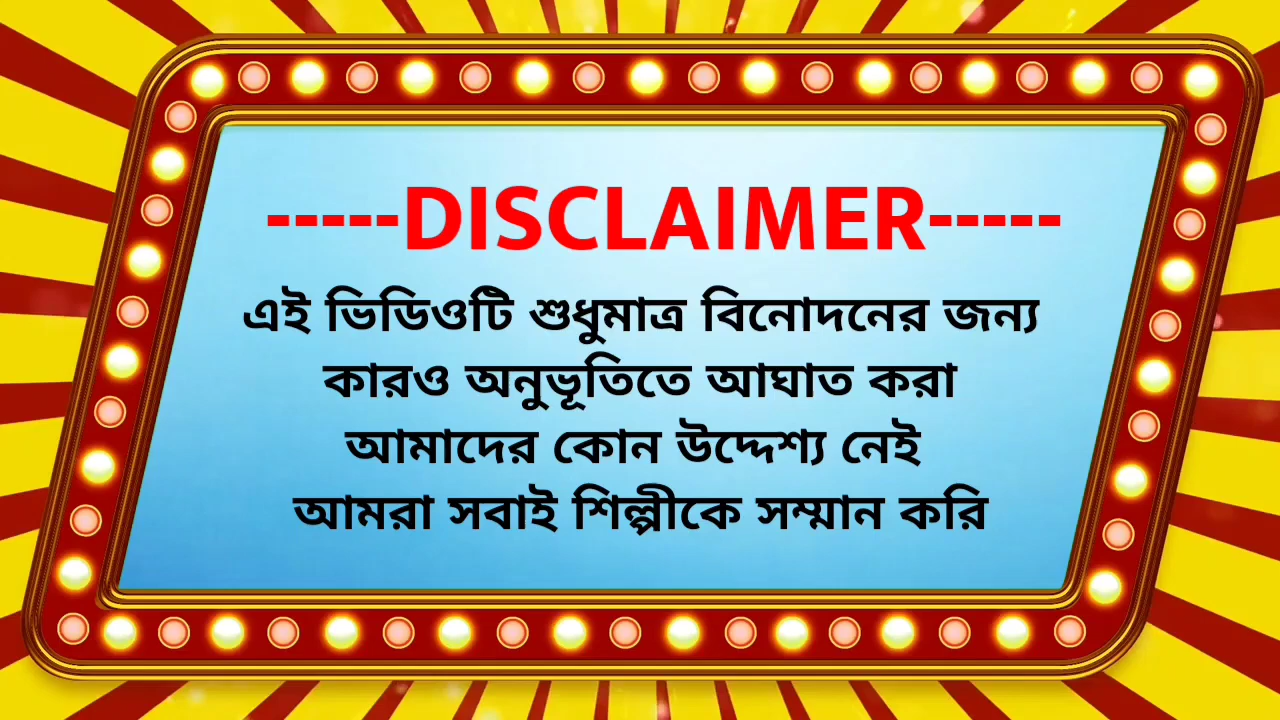 -----DISCLAIMER-----
এই ভিডিওটি শুধুমাত্র বিনোদনের জন্য
কারও অনুভূতিতে আঘাত করা
আমাদের কোন উদ্দেশ্য নেই
আমরা সবাই শিল্পীকে সম্মান করি